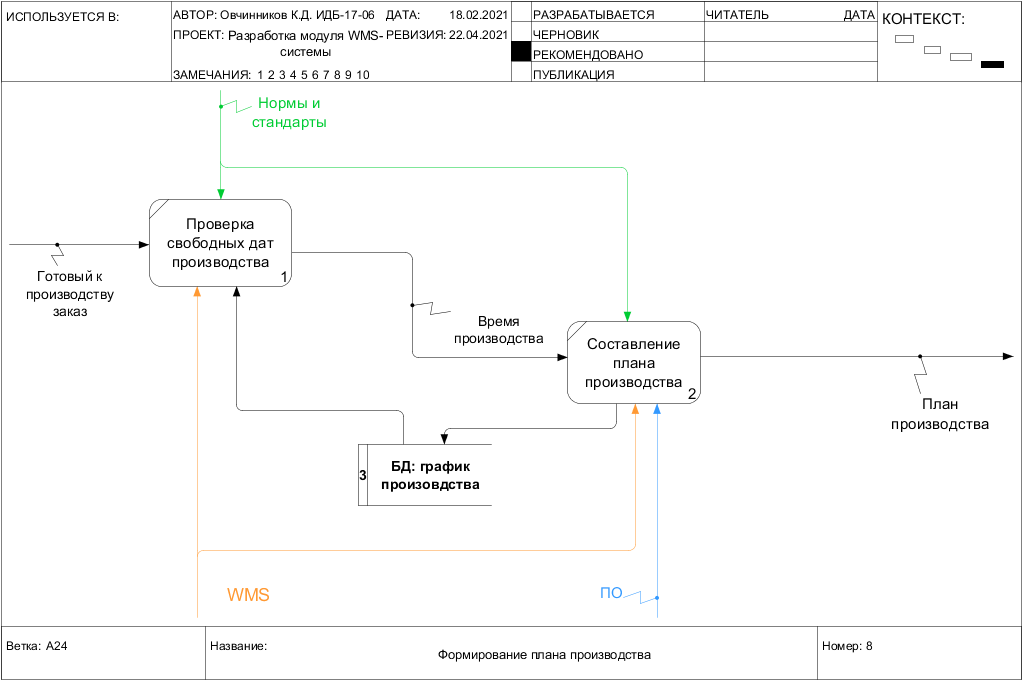 ИСПОЛЬЗУЕТСЯ В:
АВТОР: Овчинников К.Д. ИДБ-17-06 ДАТА: 18.02.2021
ПРОЕКТ: Разработка модуля WMS- РЕВИЗИЯ: 22.04.2021
системы
ЗАМЕЧАНИЯ: 1 2 3 4 5 6 7 8 9 10
РАЗРАБАТЫВАЕТСЯ
ЧЕРНОВИК
РЕКОМЕНДОВАНО
ПУБЛИКАЦИЯ
ЧИТАТЕЛЬ ДАТА
КОНТЕКСТ:
Нормы и
стандарты
Проверка
свободных дат
производства
1
Готовый к
производству
заказ
Время
производства
Составление
плана
производства
2
План
производства
3
БД: график
произовдства
WMS
ПО
Ветка: A24
Название:
Формирование плана производства
Номер: 8